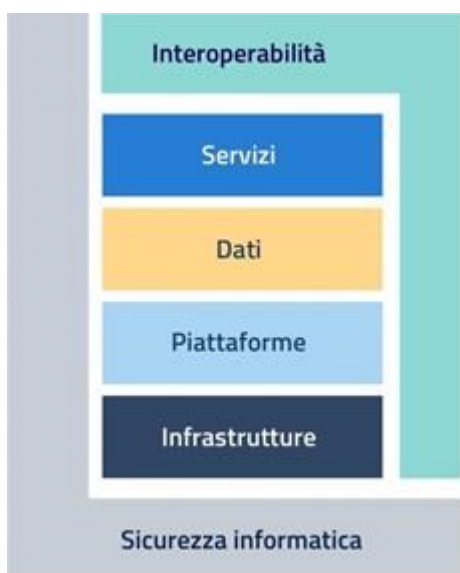 Interoperabilità
Servizi
Dati
Piattaforme
Infrastrutture
Sicurezza informatica